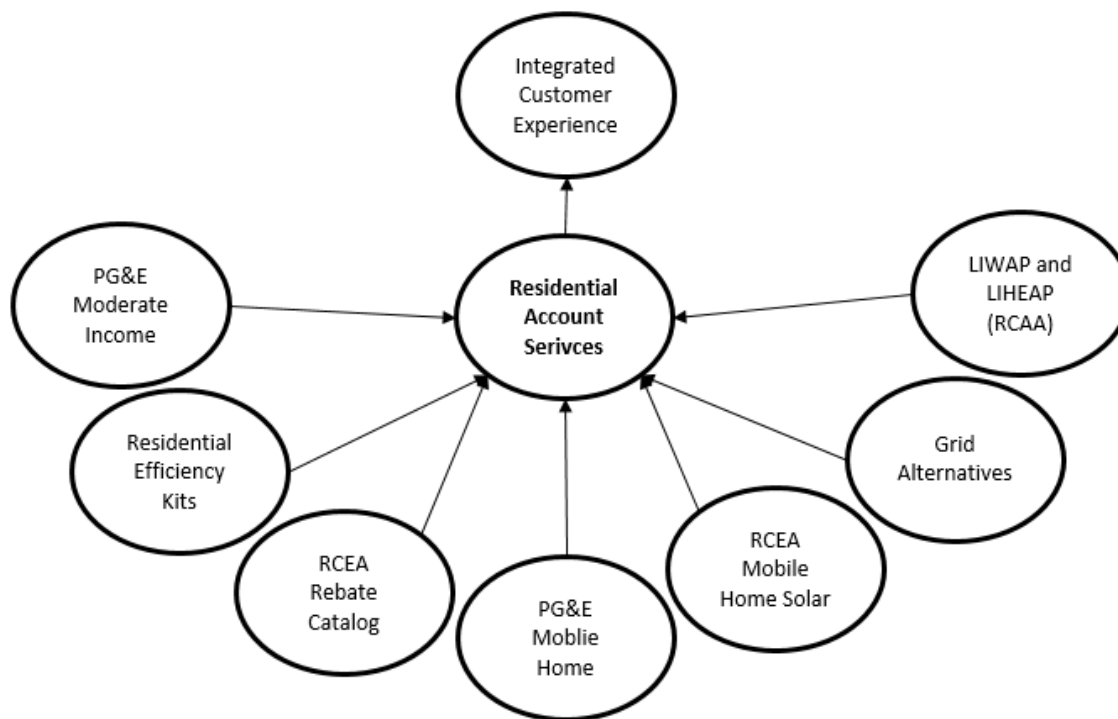 Integrated
Customer
Experience
PG&E
Moderate
Income
Residential
Account
Serivces
LIWAP and
LIHEAP
(RCAA)
Residential
Efficiency
Kits
Grid
Alternatives
RCEA
Rebate
Catalog
PG&E
Moblie
Home
RCEA
Mobile
Home Solar